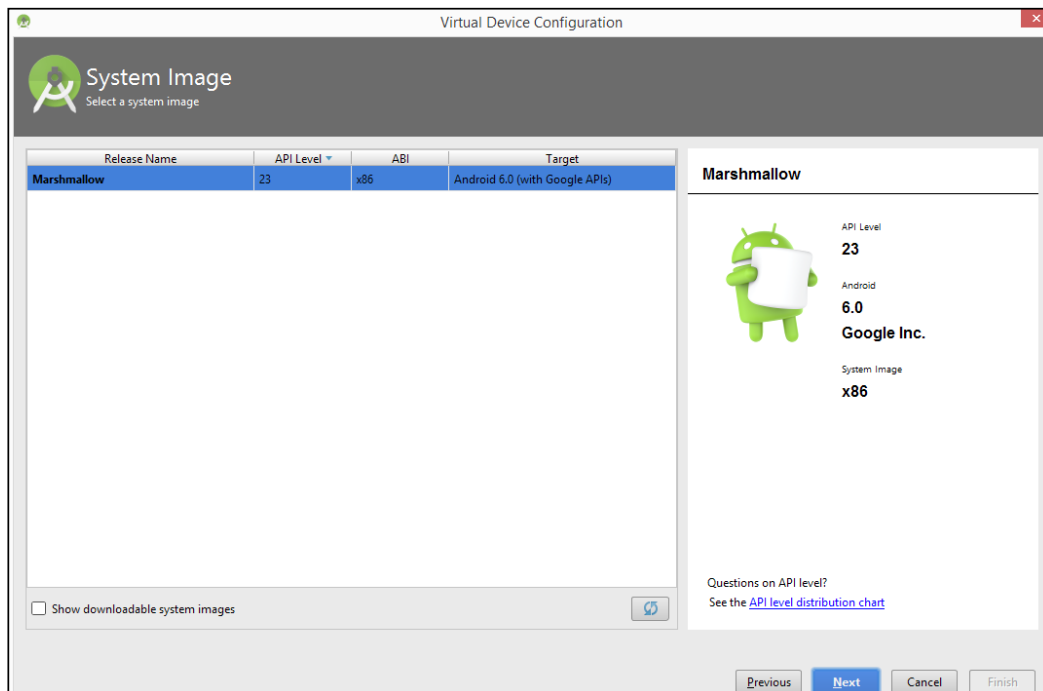 Virtual Device Configuration
System Image
Select a system image
Release Name API Level ABI Target
Marshmallow 23 x86 Android 6.0 (with Google APIs)
Show downloadable system images
Marshmallow
API Level
23
Android
6.0
Google Inc.
System Image
x86
Questions on API level?
See the API level distribution chart
Previous Next Cancel Finish